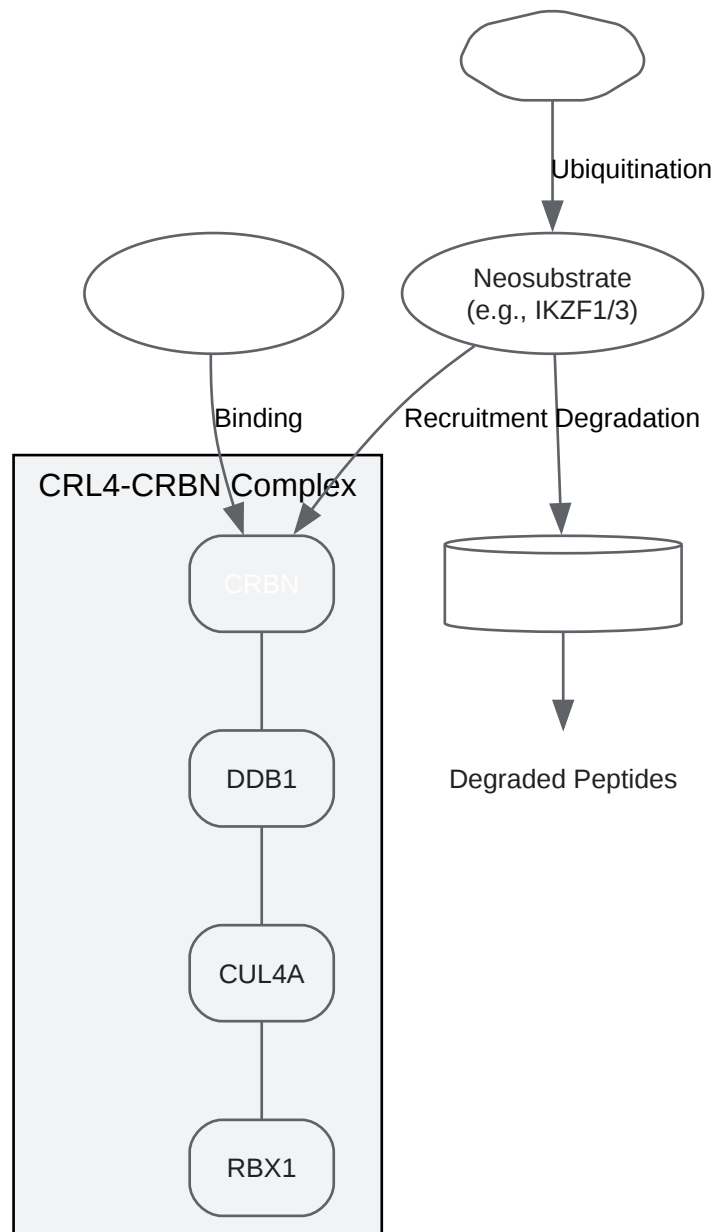 Ubiquitination
Neosubstrate
(e.g., IKZF1/3)
Binding
Recruitment
Degradation
CRL4-CRBN Complex
CRBN
DDB1
Degraded Peptides
CUL4A
RBX1